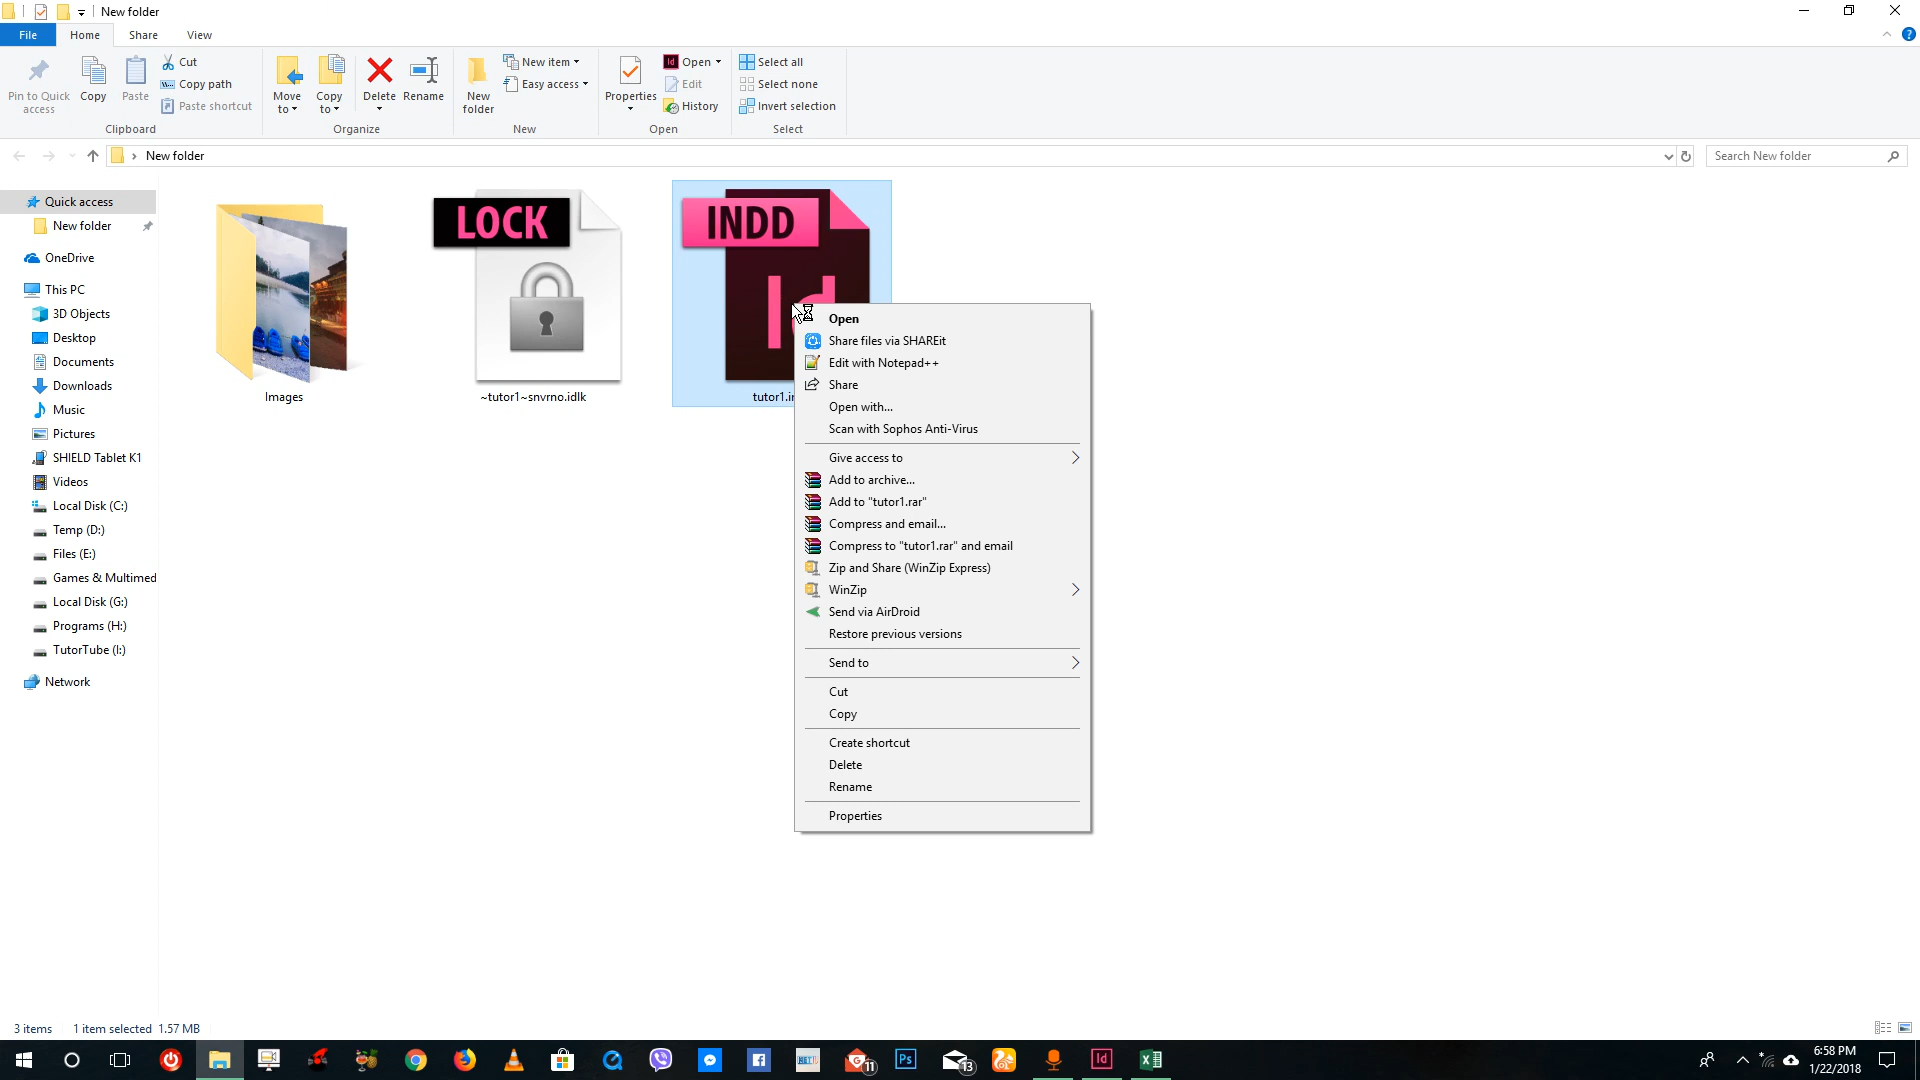 New folder
File Home Share View
Pin to Quick access
Copy
Paste
Cut
Copy path
Paste shortcut
Clipboard
Move to
Copy to
Delete
Rename
Organize
New folder
New item
Easy access
New
Properties
Open
Edit
History
Open
Select all
Select none
Invert selection
Select
New folder
Search New folder
Quick access
New folder
OneDrive
This PC
3D Objects
Desktop
Documents
Downloads
Music
Pictures
SHIELD Tablet K1
Videos
Local Disk (C:)
Temp (D:)
Files (E:)
Games & Multimed
Local Disk (G:)
Programs (H:)
TutorTube (I:)
Network
Images
LOCK
~tutor1~snvrno.idlk
INDD
Id
tutor1.in
Open
Share files via SHAREit
Edit with Notepad++
Share
Open with...
Scan with Sophos Anti-Virus
Give access to
Add to archive...
Add to "tutor1.rar"
Compress and email...
Compress to "tutor1.rar" and email
Zip and Share (WinZip Express)
WinZip
Send via AirDroid
Restore previous versions
Send to
Cut
Copy
Create shortcut
Delete
Rename
Properties
3 items 1 item selected 1.57 MB
11
Ps
13
Id
6:58 PM
1/22/2018